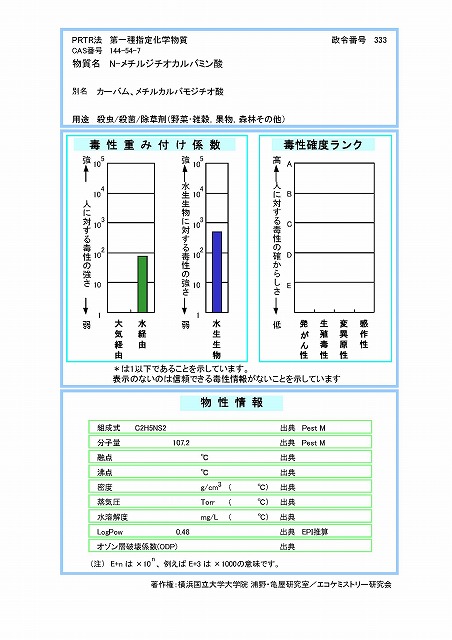 PRTR法 第一種指定化学物質 政令番号 333
CAS番号 144-54-7
物質名 N-メチルジチオカルバミン酸
別名 カーバム、メチルカルバモジチオ酸
用途 殺虫/殺菌/除草剤(野菜・雑穀, 果物, 森林その他)
毒性重み付け係数
強 人に対する毒性の強さ 弱
10^5
10^4
10^3
10^2
10
1
大気経由 水経由
強 水生生物に対する毒性の強さ 弱
10^5
10^4
10^3
10^2
10
1
水生生物
毒性確度ランク
高 人に対する毒性の確からしさ 低
A
B
C
D
E
発がん性 生殖毒性 変異原性 感作性
*は1以下であることを示しています。
表示のないのは信頼できる毒性情報がないことを示しています
物性情報
組成式 C2H5NS2 出典 Pest M
分子量 107.2 出典 Pest M
融点 ℃ 出典
沸点 ℃ 出典
密度 g/cm3 ( ℃) 出典
蒸気圧 Torr ( ℃) 出典
水溶解度 mg/L ( ℃) 出典
LogPow 0.48 出典 EPI推算
オゾン層破壊係数(ODP) 出典
(注) E+n は ×10^n、例えば E+3 は ×1000の意味です。
著作権:横浜国立大学大学院 浦野・亀屋研究室/エコケミストリー研究会